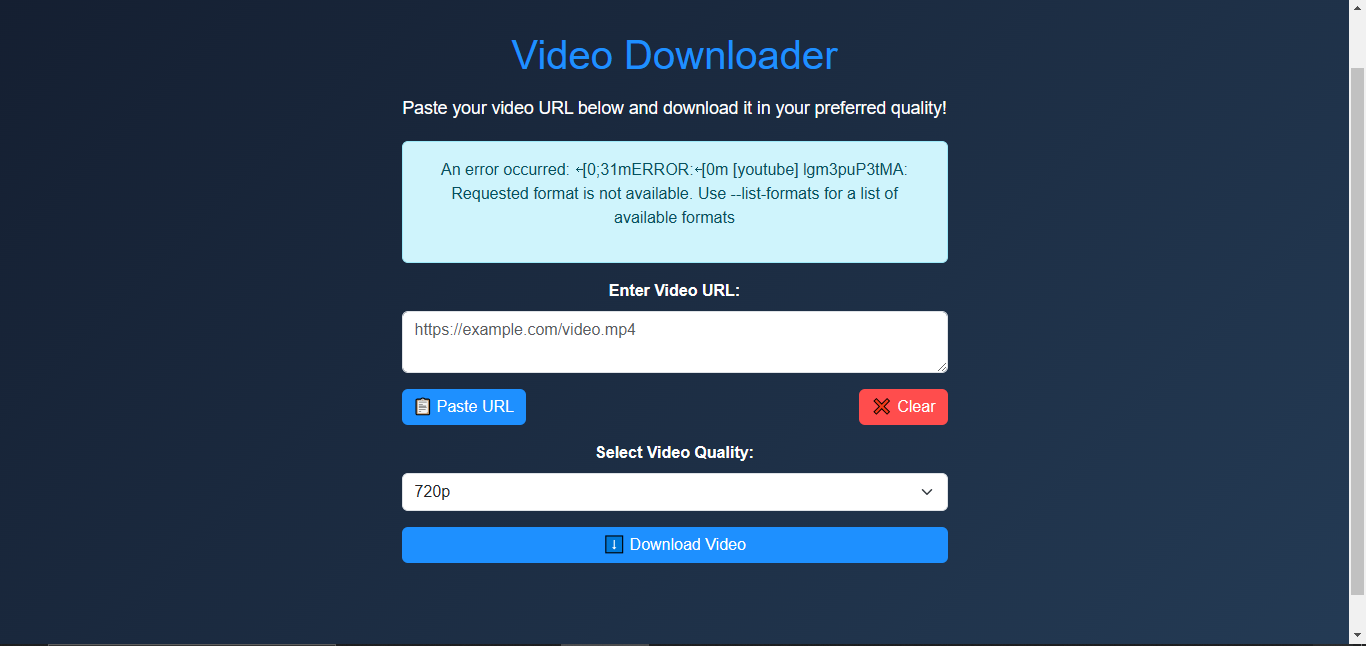 Video Downloader
Paste your video URL below and download it in your preferred quality!
An error occurred: ←[0;31mERROR:←[0m [youtube] lgm3puP3tMA:
Requested format is not available. Use --list-formats for a list of
available formats
Enter Video URL:
https://example.com/video.mp4
Paste URL
Clear
Select Video Quality:
720p
Download Video